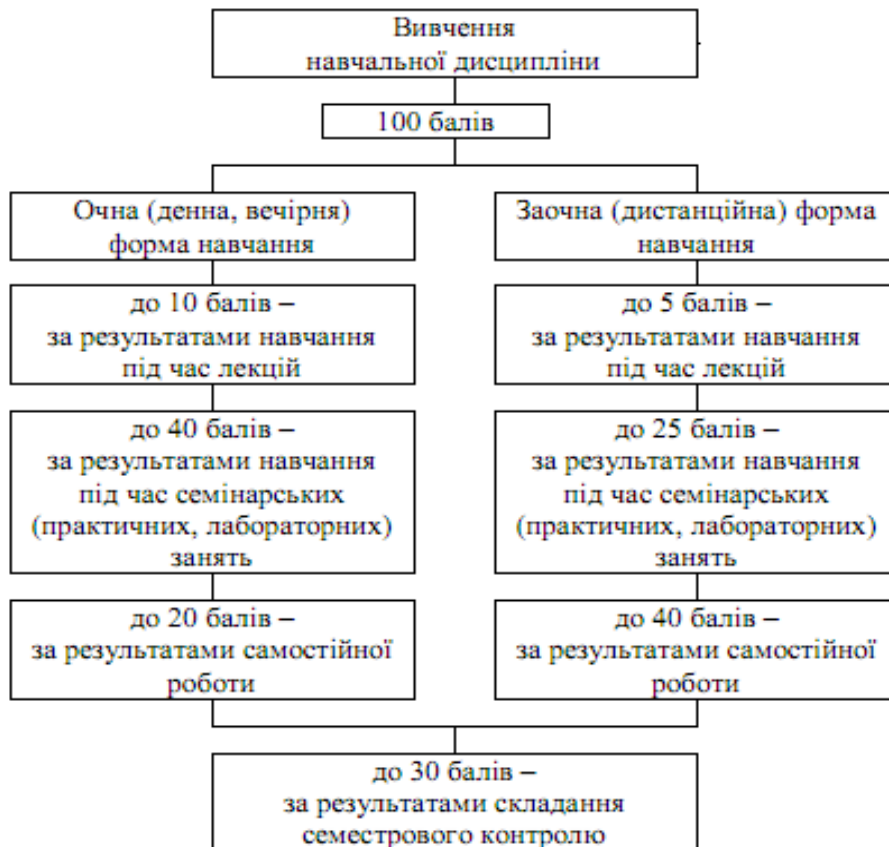 Вивчення
навчальної дисципліни
100 балів
Очна (денна, вечірня)
форма навчання
до 10 балів –
за результатами навчання
під час лекцій
до 40 балів –
за результатами навчання
під час семінарських
(практичних, лабораторних)
занять
до 20 балів –
за результатами самостійної
роботи
Заочна (дистанційна) форма
навчання
до 5 балів –
за результатами навчання
під час лекцій
до 25 балів –
за результатами навчання
під час семінарських
(практичних, лабораторних)
занять
до 40 балів –
за результатами самостійної
роботи
до 30 балів –
за результатами складання
семестрового контролю